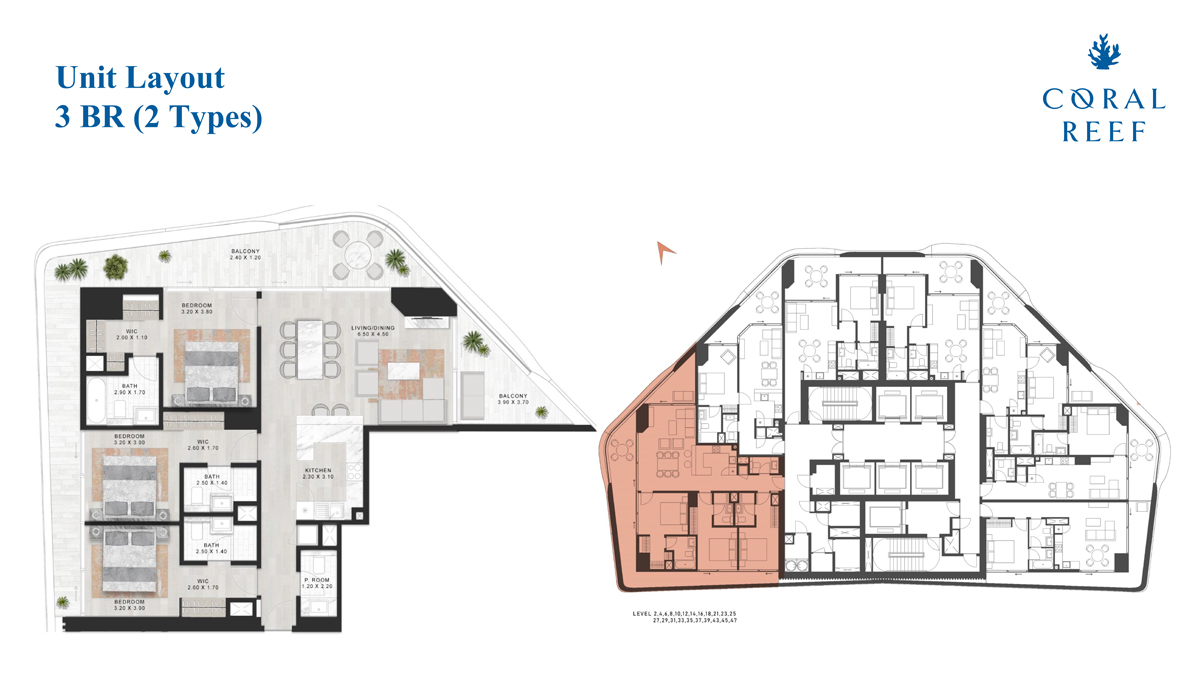 Unit Layout
3 BR (2 Types)
CORAL
REEF
BALCONY
2.40 X 1.20
BEDROOM
3.20 X 3.80
WIC
2.00 X 1.10
LIVING/DINING
6.50 X 4.50
BATH
2.90 X 1.70
BALCONY
3.90 X 3.70
BEDROOM
3.20 X 3.00
WIC
2.60 X 1.70
BATH
2.50 X 1.40
KITCHEN
2.30 X 3.10
BATH
2.50 X 1.40
WIC
2.60 X 1.70
P. ROOM
1.20 X 2.20
BEDROOM
3.20 X 3.00
LEVEL 2,4,6,8,10,12,14,16,18,21,23,25
27,29,31,33,35,37,39,43,45,47